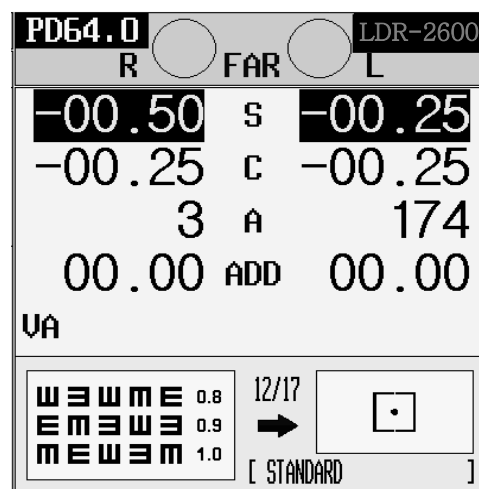 PD64.0 LDR-2600
R FAR L
-00.50 S -00.25
-00.25 C -00.25
3 A 174
00.00 ADD 00.00
VA
E E E E E 0.8
E E E E E 0.9
E E E E E 1.0
12/17
[ STANDARD ]